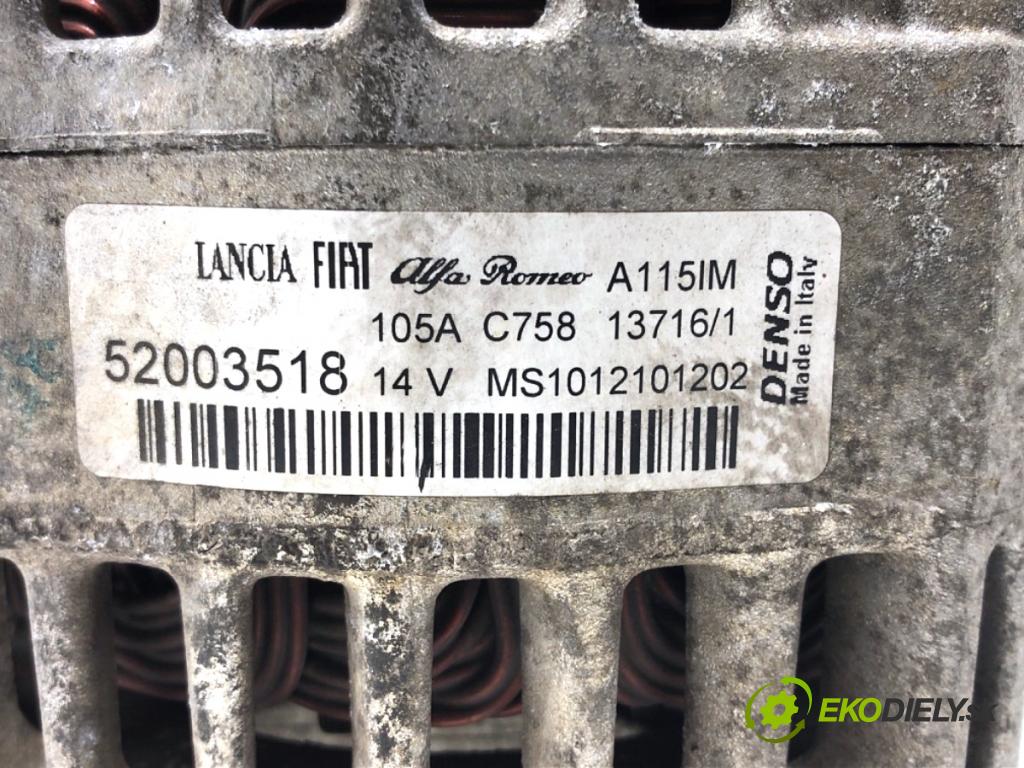 LANCIA FIAT Alfa Romeo A115IM
105A C758 13716/1
52003518 14 V MS1012101202
DENSO
Made in Italy
EKODIELY.SK